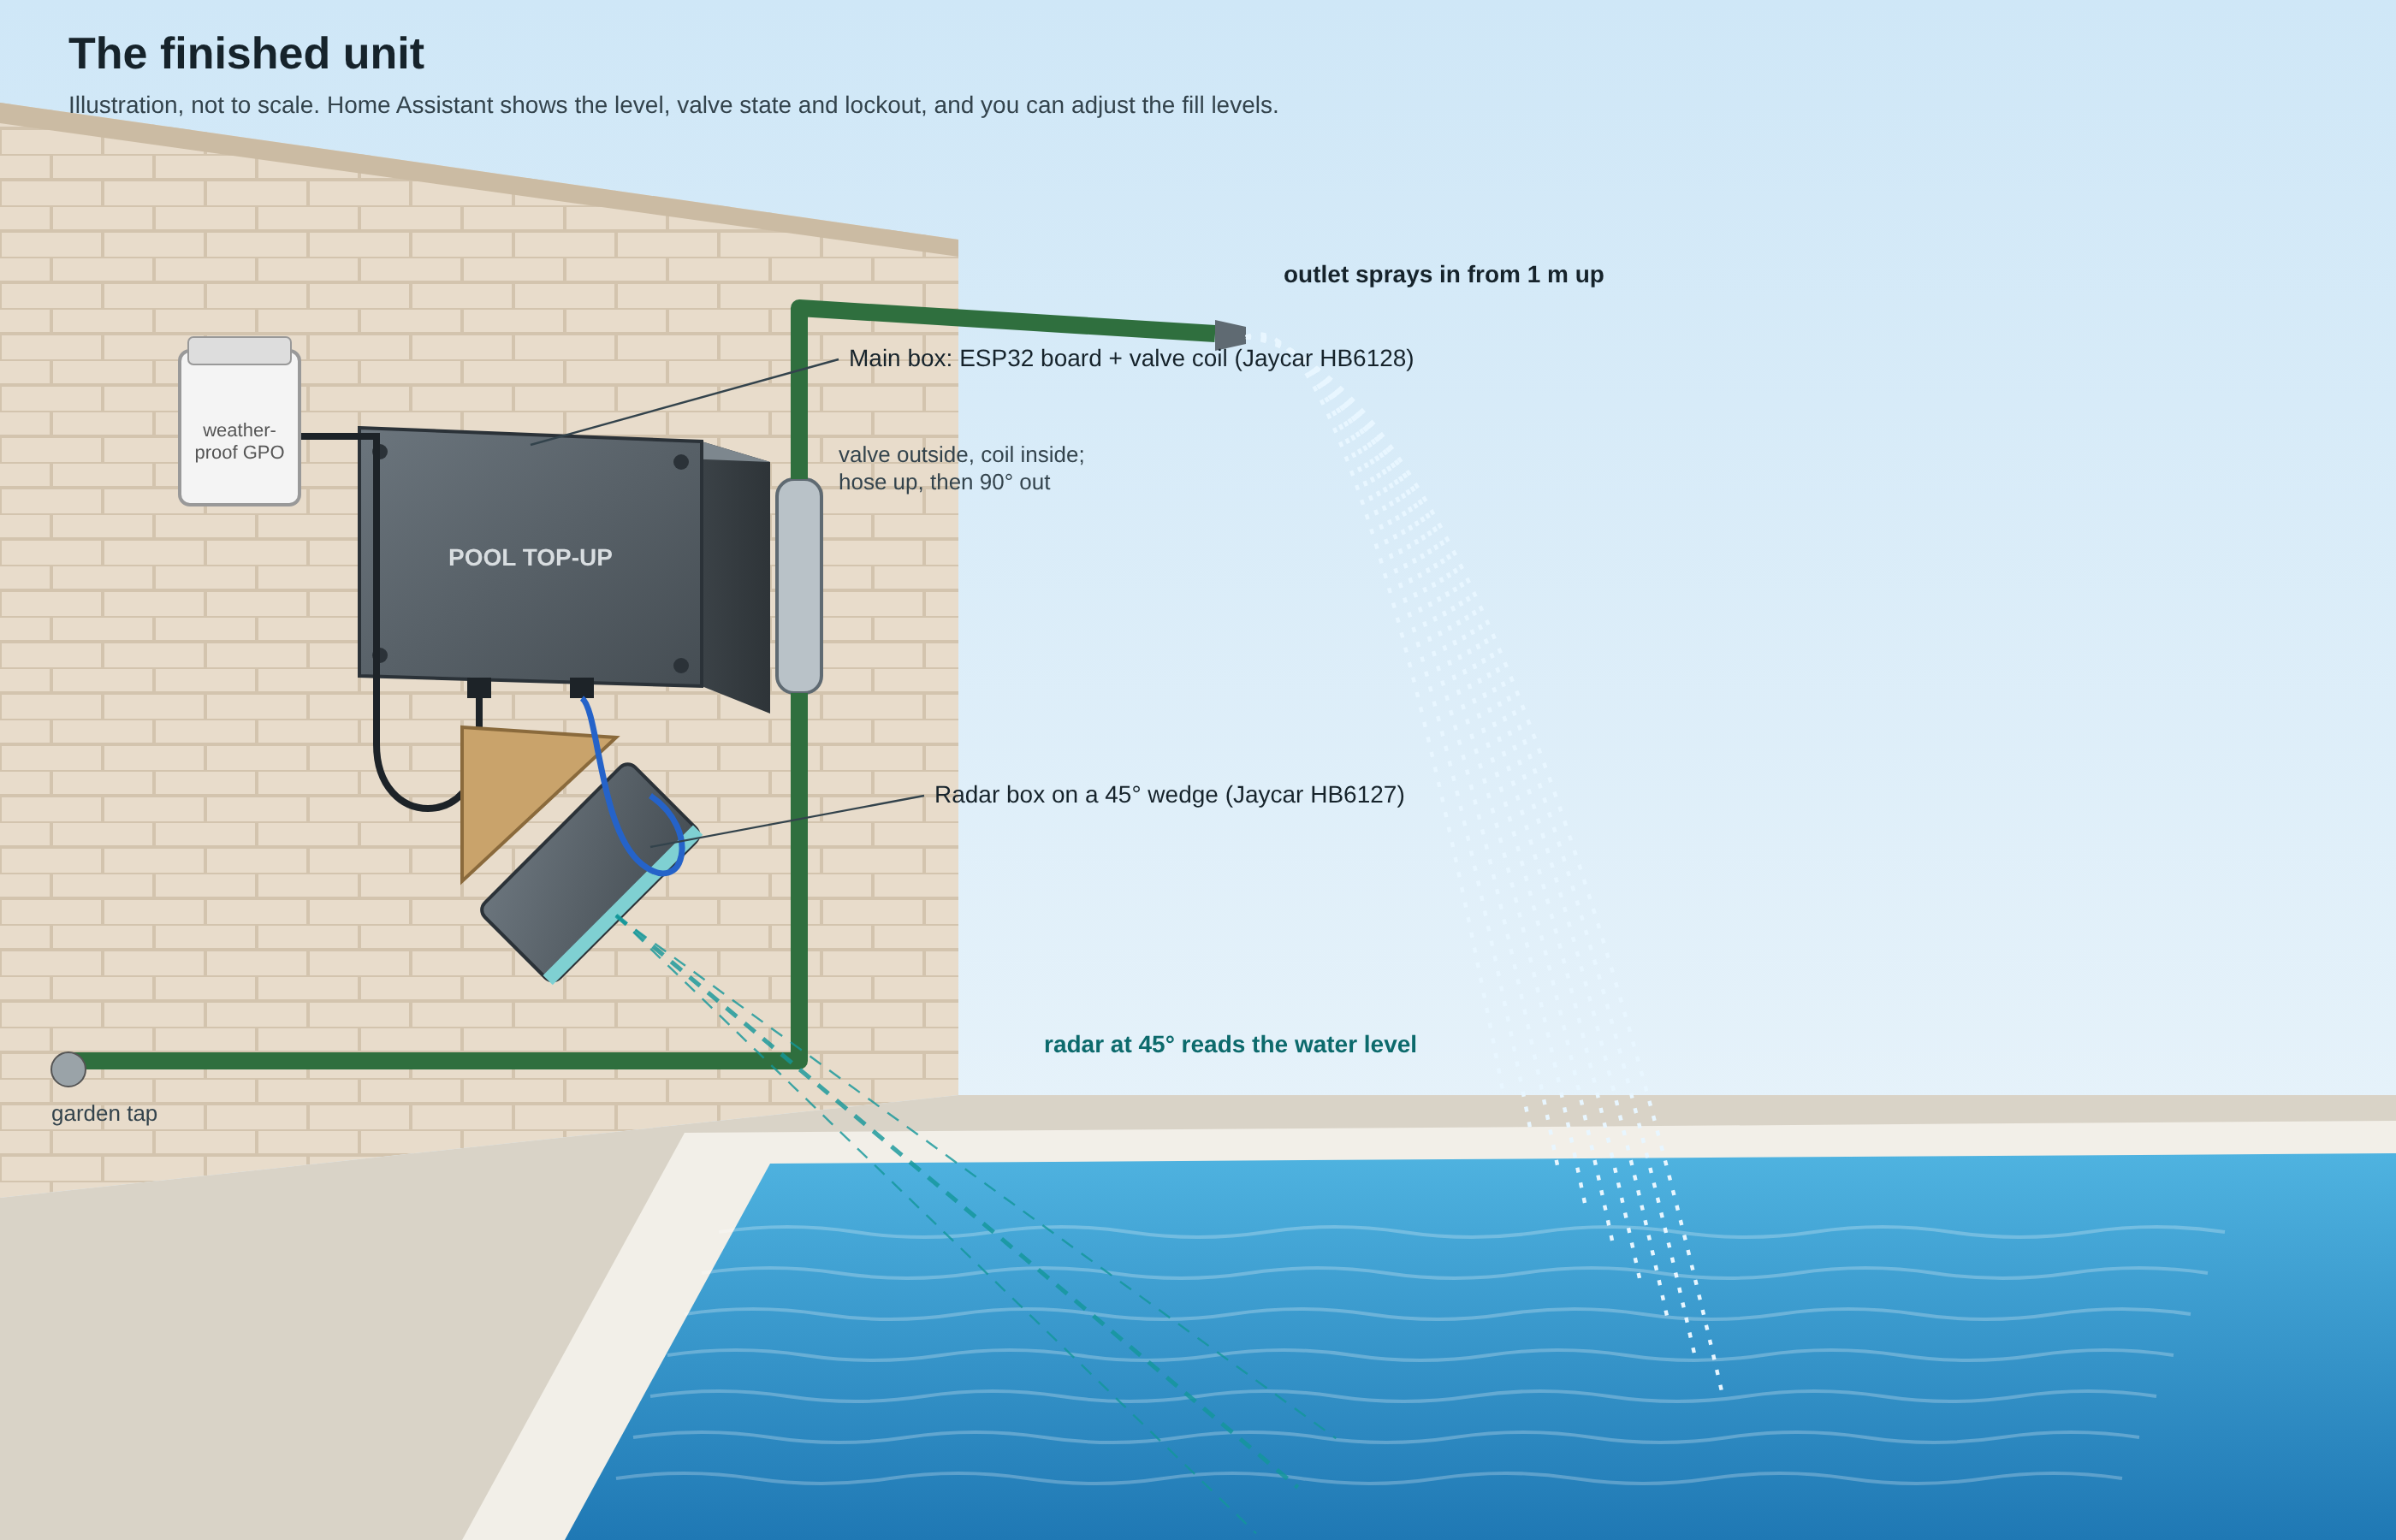 The finished unit
Illustration, not to scale. Home Assistant shows the level, valve state and lockout, and you can adjust the fill levels.
outlet sprays in from 1 m up
Main box: ESP32 board + valve coil (Jaycar HB6128)
weather-
proof GPO
valve outside, coil inside;
hose up, then 90° out
POOL TOP-UP
Radar box on a 45° wedge (Jaycar HB6127)
radar at 45° reads the water level
garden tap